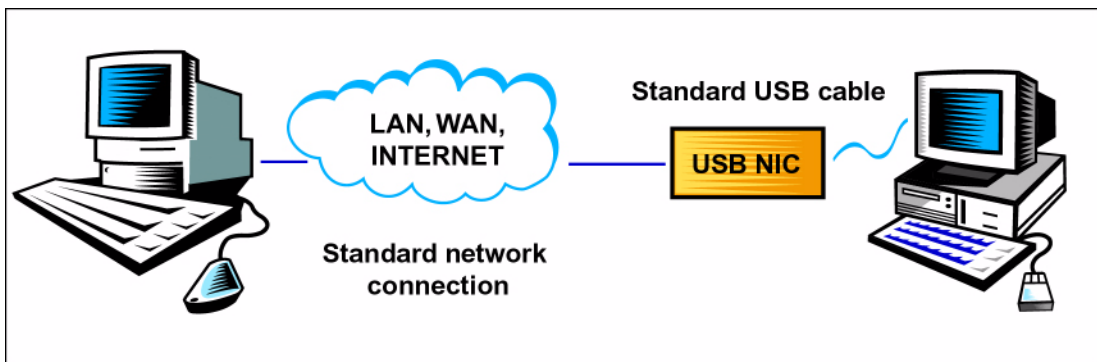 LAN, WAN,
INTERNET
Standard network
connection
Standard USB cable
USB NIC